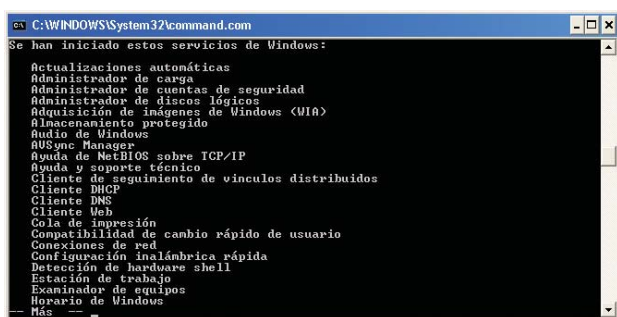 C:\WINDOWS\System32\command.com
Se han iniciado estos servicios de Windows:
Actualizaciones automáticas
Administrador de carga
Administrador de cuentas de seguridad
Administrador de discos lógicos
Adquisición de imágenes de Windows (WIA)
Almacenamiento protegido
Audio de Windows
AVSync Manager
Ayuda de NetBIOS sobre TCP/IP
Ayuda y soporte técnico
Cliente de seguimiento de vínculos distribuidos
Cliente DHCP
Cliente DNS
Cliente Web
Cola de impresión
Compatibilidad de cambio rápido de usuario
Conexiones de red
Configuración inalámbrica rápida
Detección de hardware shell
Estación de trabajo
Examinador de equipos
Horario de Windows
-- Más -- _